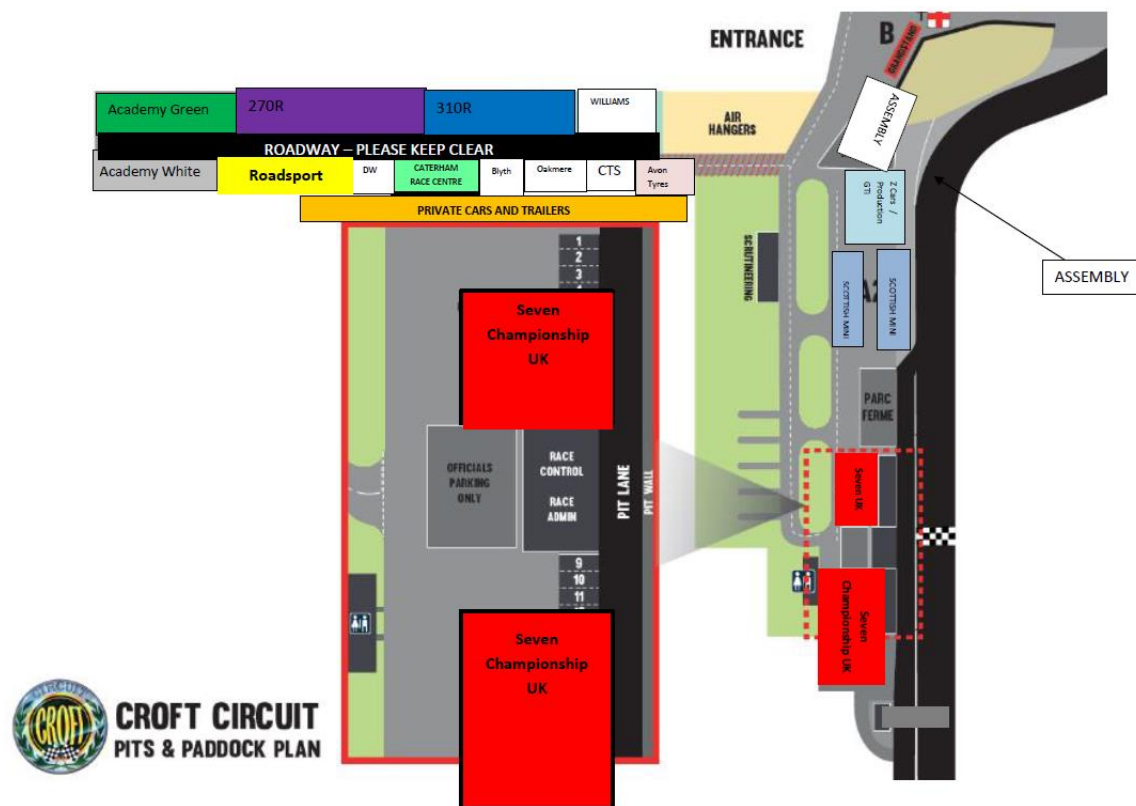 B
GRANDSTAND
ENTRANCE
Academy Green
270R
310R
WILLIAMS
AIR
HANGERS
ASSEMBLY
ROADWAY – PLEASE KEEP CLEAR
Academy White
Roadsport
DW
CATERHAM
RACE CENTRE
Blyth
Oakmere
CTS
Avon
Tyres
Z Cars /
Production
GTI
PRIVATE CARS AND TRAILERS
1
2
3
SCRUTINEERING
SCOTTISH MINI
SCOTTISH MINI
ASSEMBLY
Seven
Championship
UK
PARC
FERME
OFFICIALS
PARKING
ONLY
RACE
CONTROL
RACE
ADMIN
PIT LANE
PIT WALL
Seven UK
9
10
11
Seven
Championship UK
Seven
Championship
UK
CIRCUIT
CROFT
CROFT CIRCUIT
PITS & PADDOCK PLAN